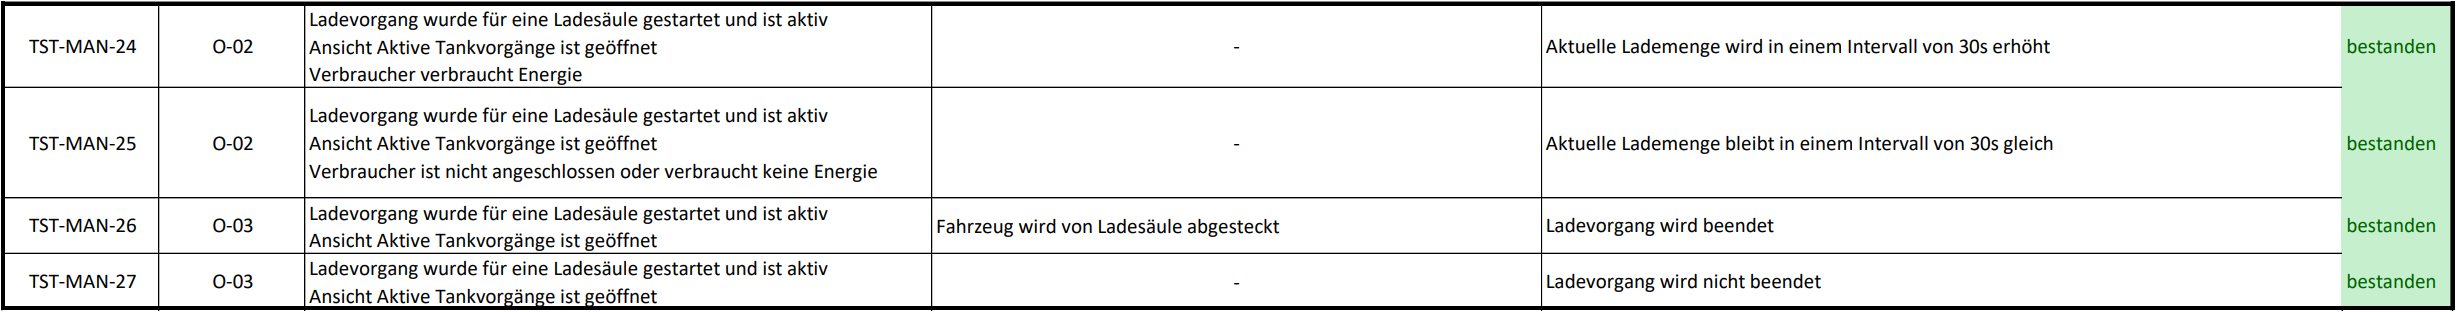 TST-MAN-24
O-02
Ladevorgang wurde für eine Ladesäule gestartet und ist aktiv
Ansicht Aktive Tankvorgänge ist geöffnet
Verbraucher verbraucht Energie
-
Aktuelle Lademenge wird in einem Intervall von 30s erhöht
bestanden
TST-MAN-25
O-02
Ladevorgang wurde für eine Ladesäule gestartet und ist aktiv
Ansicht Aktive Tankvorgänge ist geöffnet
Verbraucher ist nicht angeschlossen oder verbraucht keine Energie
-
Aktuelle Lademenge bleibt in einem Intervall von 30s gleich
bestanden
TST-MAN-26
O-03
Ladevorgang wurde für eine Ladesäule gestartet und ist aktiv
Ansicht Aktive Tankvorgänge ist geöffnet
Fahrzeug wird von Ladesäule abgesteckt
Ladevorgang wird beendet
bestanden
TST-MAN-27
O-03
Ladevorgang wurde für eine Ladesäule gestartet und ist aktiv
Ansicht Aktive Tankvorgänge ist geöffnet
-
Ladevorgang wird nicht beendet
bestanden